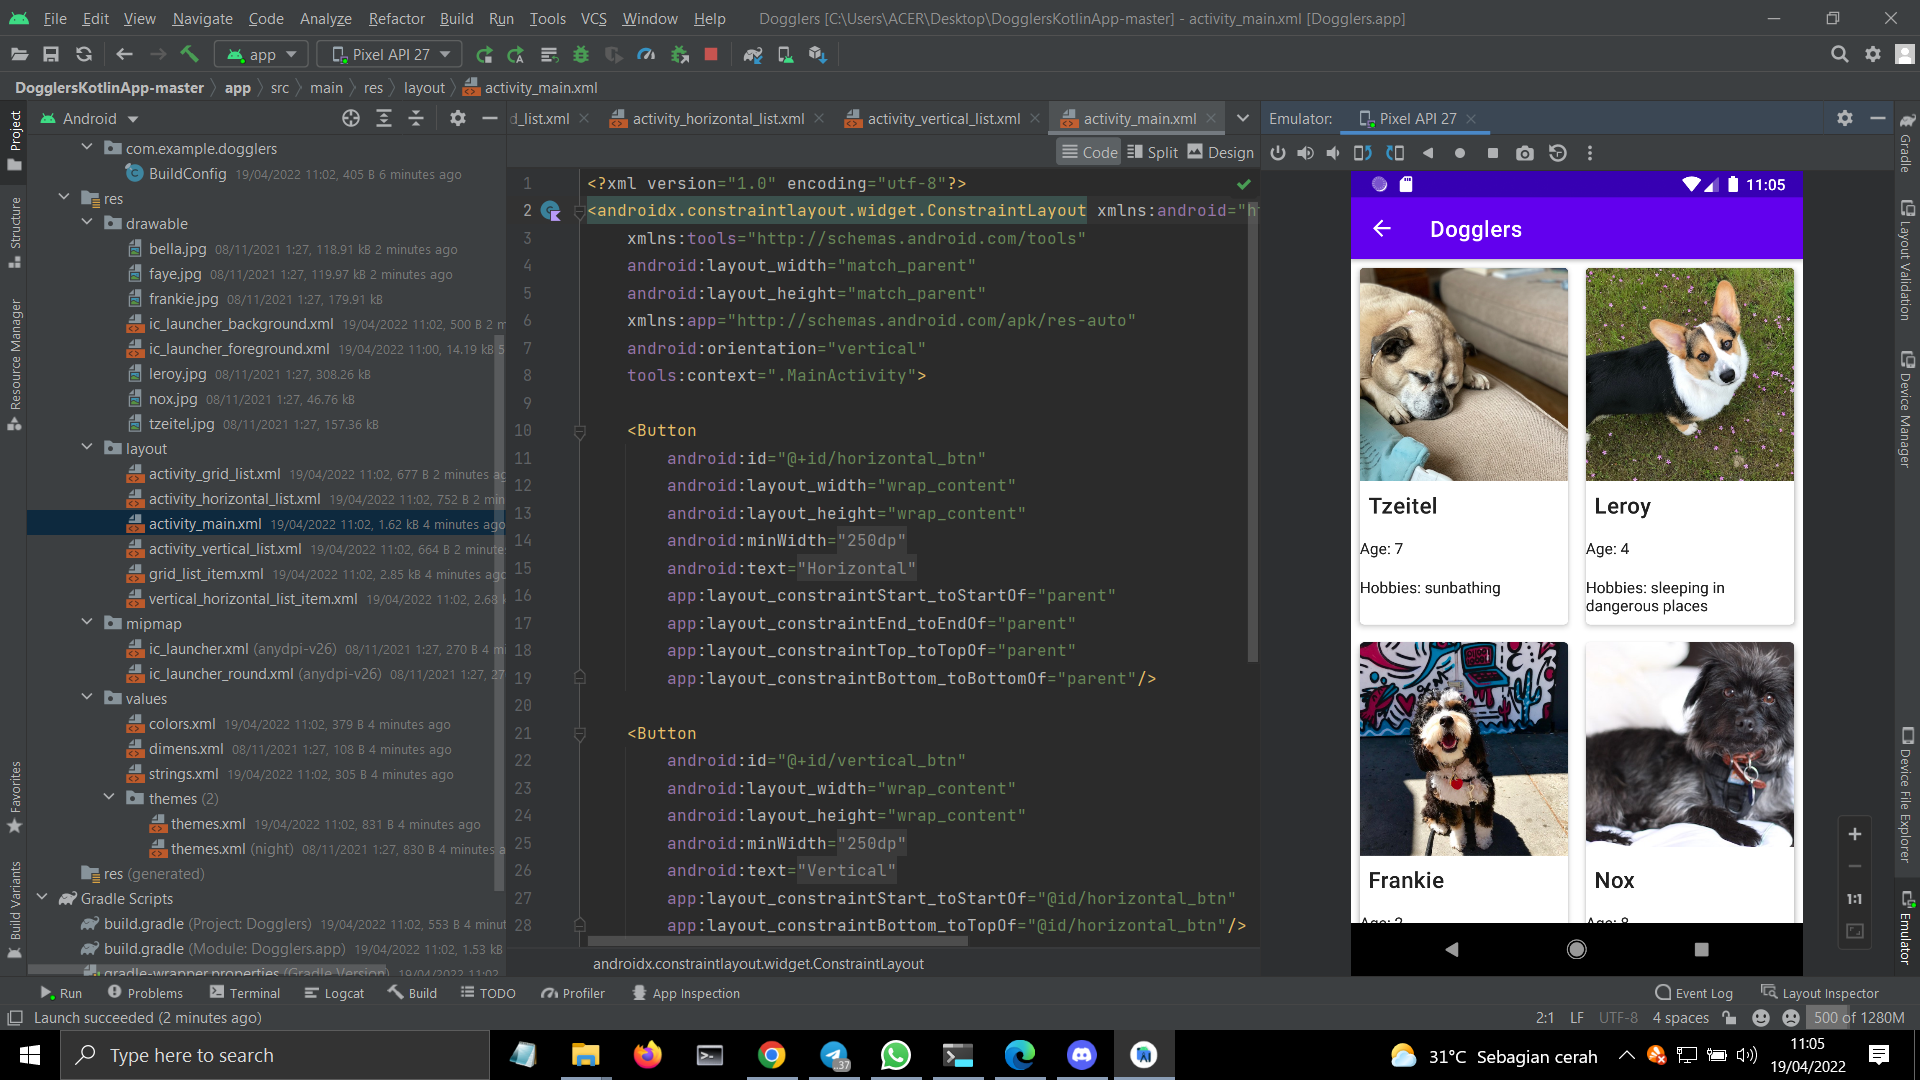 File Edit View Navigate Code Analyze Refactor Build Run Tools VCS Window Help Dogglers [C:\Users\ACER\Desktop\DogglersKotlinApp-master] - activity_main.xml [Dogglers.app]
app Pixel API 27
DogglersKotlinApp-master app src main res layout activity_main.xml
Project
Structure
Resource Manager
Favorites
Build Variants
Android
com.example.dogglers
BuildConfig 19/04/2022 11:02, 405 B 6 minutes ago
res
drawable
bella.jpg 08/11/2021 1:27, 118.91 kB 2 minutes ago
faye.jpg 08/11/2021 1:27, 119.97 kB 2 minutes ago
frankie.jpg 08/11/2021 1:27, 179.91 kB
ic_launcher_background.xml 19/04/2022 11:02, 500 B 2 m
ic_launcher_foreground.xml 19/04/2022 11:00, 14.19 kB 5
leroy.jpg 08/11/2021 1:27, 308.26 kB
nox.jpg 08/11/2021 1:27, 46.76 kB
tzeitel.jpg 08/11/2021 1:27, 157.36 kB
layout
activity_grid_list.xml 19/04/2022 11:02, 677 B 2 minutes ag
activity_horizontal_list.xml 19/04/2022 11:02, 752 B 2 min
activity_main.xml 19/04/2022 11:02, 1.62 kB 4 minutes ago
activity_vertical_list.xml 19/04/2022 11:02, 664 B 2 minute
grid_list_item.xml 19/04/2022 11:02, 2.85 kB 4 minutes ago
vertical_horizontal_list_item.xml 19/04/2022 11:02, 2.68
mipmap
ic_launcher.xml (anydpi-v26) 08/11/2021 1:27, 270 B 4 mi
ic_launcher_round.xml (anydpi-v26) 08/11/2021 1:27, 27
values
colors.xml 19/04/2022 11:02, 379 B 4 minutes ago
dimens.xml 08/11/2021 1:27, 108 B 4 minutes ago
strings.xml 19/04/2022 11:02, 305 B 4 minutes ago
themes (2)
themes.xml 19/04/2022 11:02, 831 B 4 minutes ago
themes.xml (night) 08/11/2021 1:27, 830 B 4 minutes a
res (generated)
Gradle Scripts
build.gradle (Project: Dogglers) 19/04/2022 11:02, 553 B 4 minut
build.gradle (Module: Dogglers.app) 19/04/2022 11:02, 1.53 kB
gradle-wrapper.properties (Gradle Version) 19/04/2022 11:02
d_list.xml activity_horizontal_list.xml activity_vertical_list.xml activity_main.xml
Code Split Design
1 <?xml version="1.0" encoding="utf-8"?>
2 <androidx.constraintlayout.widget.ConstraintLayout xmlns:android="h
3 xmlns:tools="http://schemas.android.com/tools"
4 android:layout_width="match_parent"
5 android:layout_height="match_parent"
6 xmlns:app="http://schemas.android.com/apk/res-auto"
7 android:orientation="vertical"
8 tools:context=".MainActivity">
9
10 <Button
11 android:id="@+id/horizontal_btn"
12 android:layout_width="wrap_content"
13 android:layout_height="wrap_content"
14 android:minWidth="250dp"
15 android:text="Horizontal"
16 app:layout_constraintStart_toStartOf="parent"
17 app:layout_constraintEnd_toEndOf="parent"
18 app:layout_constraintTop_toTopOf="parent"
19 app:layout_constraintBottom_toBottomOf="parent"/>
20
21 <Button
22 android:id="@+id/vertical_btn"
23 android:layout_width="wrap_content"
24 android:layout_height="wrap_content"
25 android:minWidth="250dp"
26 android:text="Vertical"
27 app:layout_constraintStart_toStartOf="@id/horizontal_btn"
28 app:layout_constraintBottom_toTopOf="@id/horizontal_btn"/>
androidx.constraintlayout.widget.ConstraintLayout
Emulator: Pixel API 27
11:05
Dogglers
Tzeitel
Age: 7
Hobbies: sunbathing
Leroy
Age: 4
Hobbies: sleeping in
dangerous places
Frankie
Age: 2
Nox
Age: 8
1:1
Gradle
Layout Validation
Device Manager
Device File Explorer
Emulator
Run Problems Terminal Logcat Build TODO Profiler App Inspection Event Log Layout Inspector
Launch succeeded (2 minutes ago) 2:1 LF UTF-8 4 spaces 500 of 1280M
Type here to search
37
31°C Sebagian cerah
11:05
19/04/2022